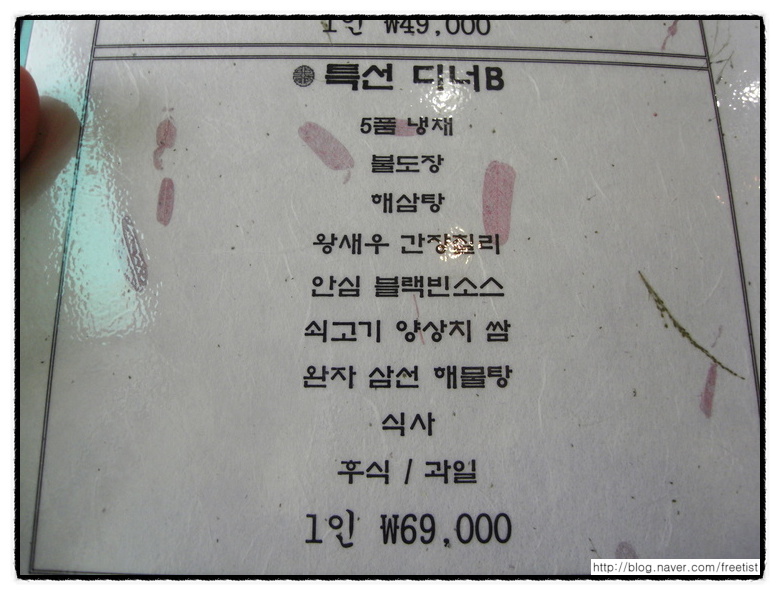 1인 ₩49,000
특선 디너B
5품 냉채
불도장
해삼탕
왕새우 간장칠리
안심 블랙빈소스
쇠고기 양상치 쌈
완자 삼선 해물탕
식사
후식 / 과일
1인 ₩69,000
http://blog.naver.com/freetist